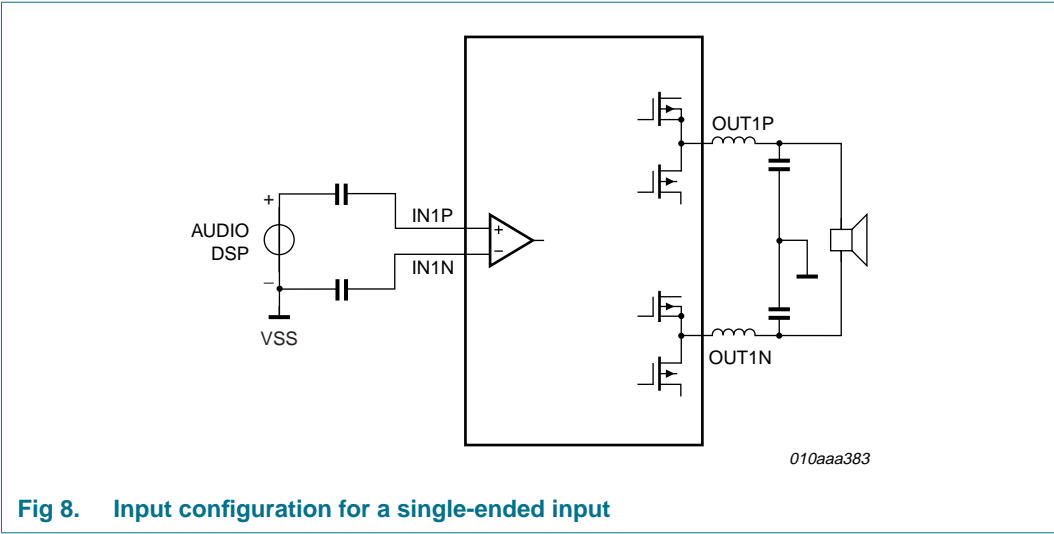 OUT1P
+
IN1P
+
AUDIO
DSP
−
IN1N
−
VSS
OUT1N
010aaa383
Fig 8. Input configuration for a single-ended input